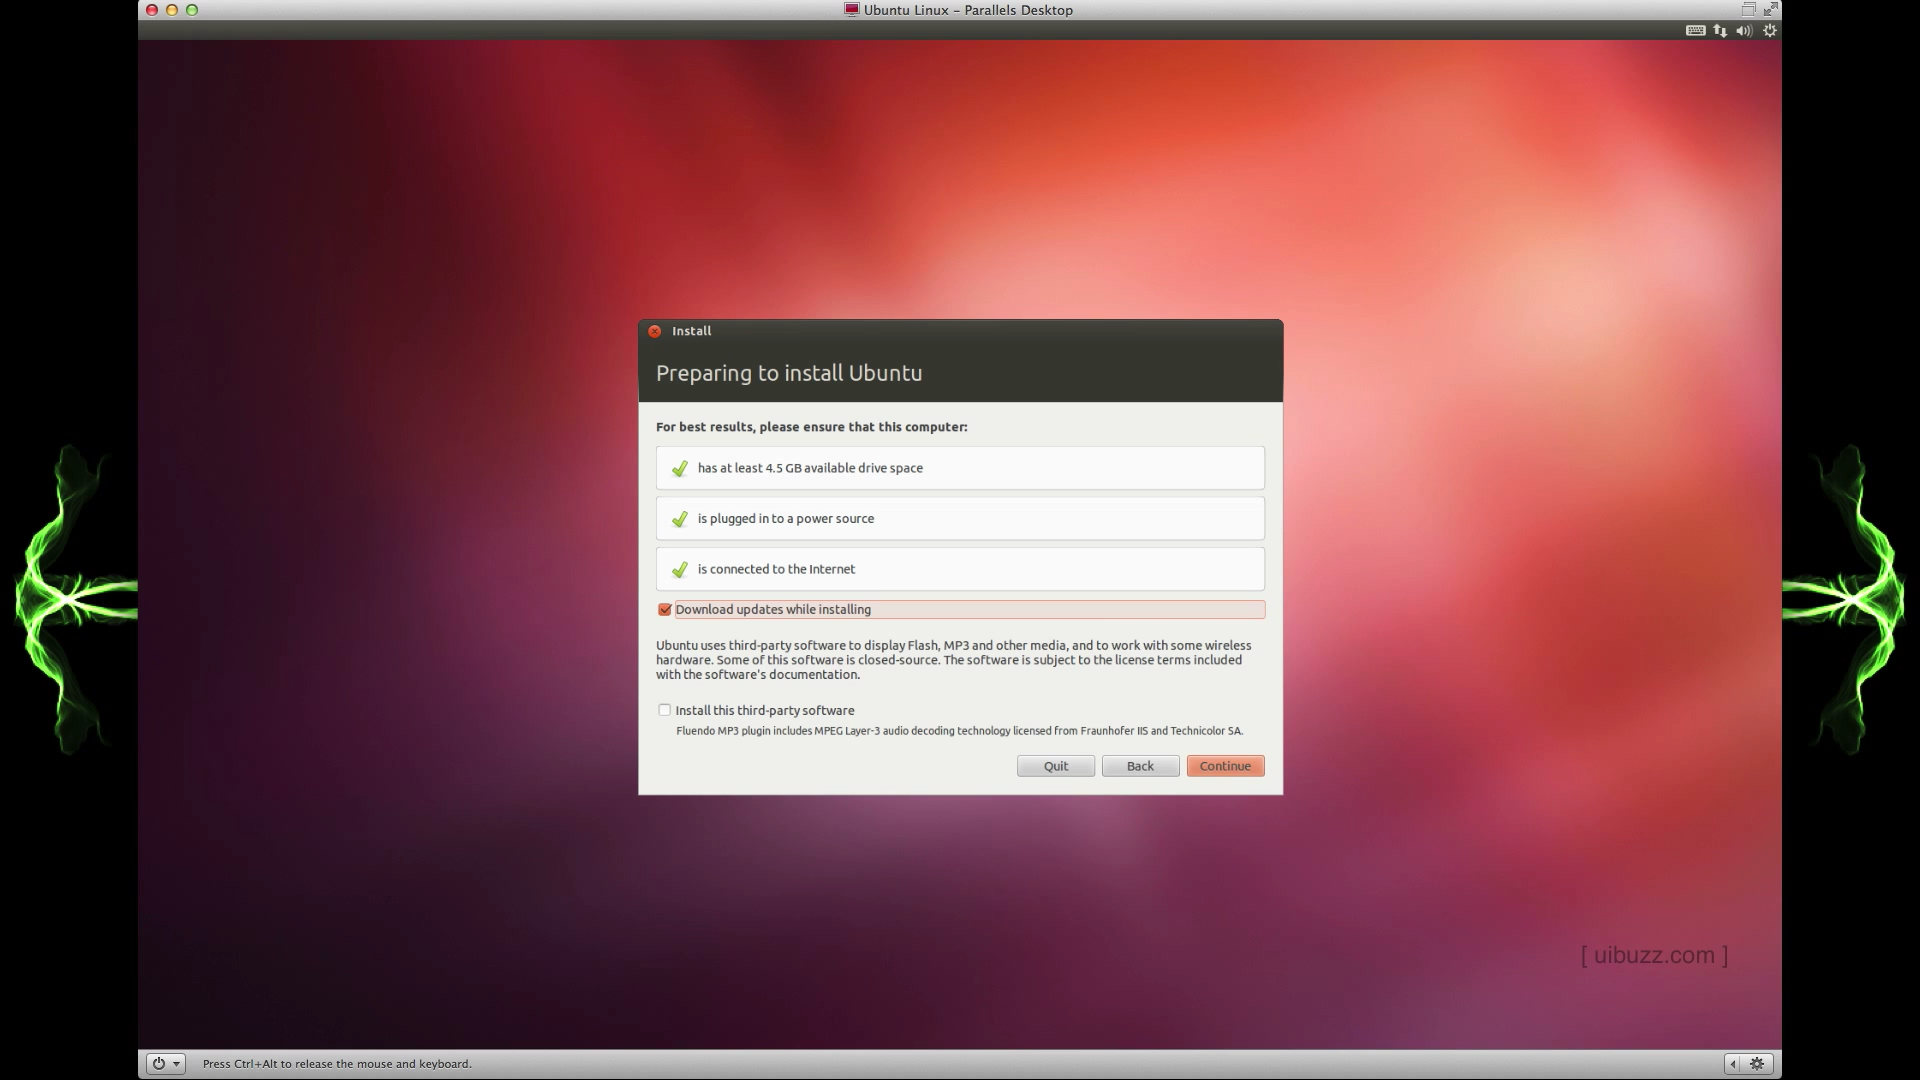 Ubuntu Linux – Parallels Desktop
Install
Preparing to install Ubuntu
For best results, please ensure that this computer:
has at least 4.5 GB available drive space
is plugged in to a power source
is connected to the Internet
Download updates while installing
Ubuntu uses third-party software to display Flash, MP3 and other media, and to work with some wireless
hardware. Some of this software is closed-source. The software is subject to the license terms included
with the software's documentation.
Install this third-party software
Fluendo MP3 plugin includes MPEG Layer-3 audio decoding technology licensed from Fraunhofer IIS and Technicolor SA.
Quit Back Continue
[ uibuzz.com ]
Press Ctrl+Alt to release the mouse and keyboard.